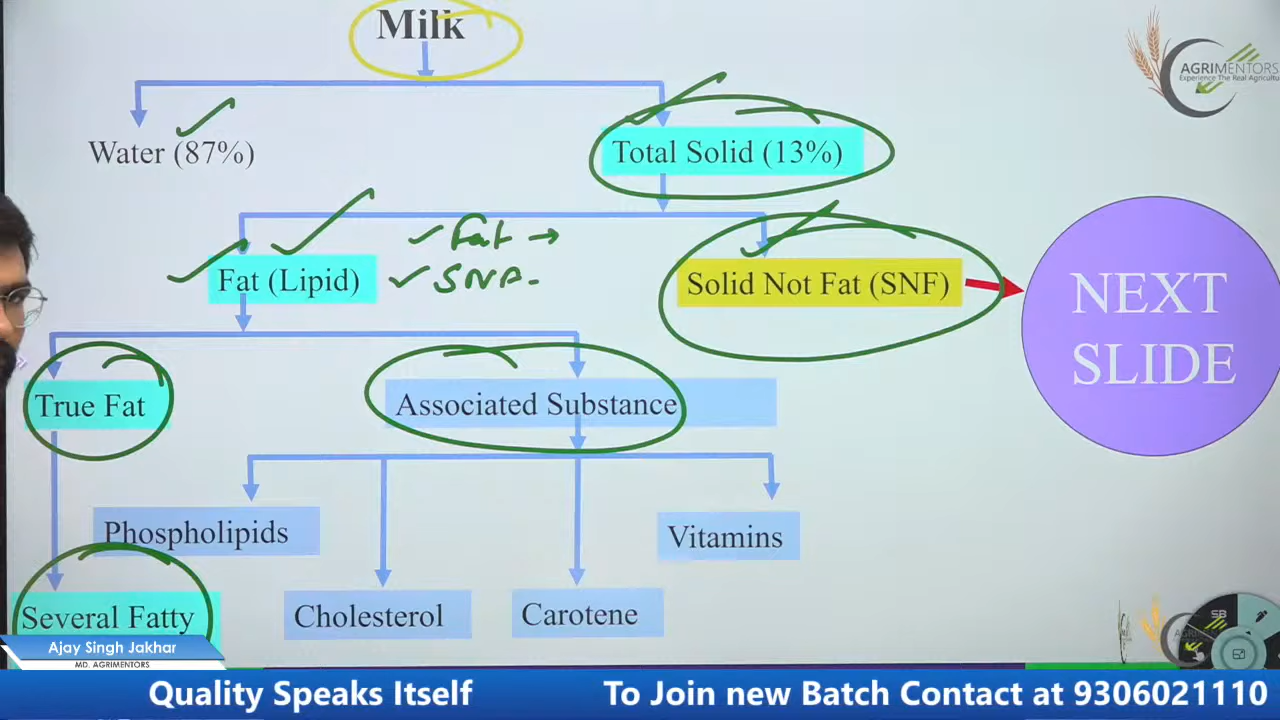 Milk
AGRIMENTORS
Experience The Real Agricultu
Water (87%)
Total Solid (13%)
Fat →
Fat (Lipid)
SNF
Solid Not Fat (SNF)
NEXT
SLIDE
True Fat
Associated Substance
Phospholipids
Vitamins
Several Fatty
Cholesterol
Carotene
SB
Ajay Singh Jakhar
MD. AGRIMENTORS
Quality Speaks Itself
To Join new Batch Contact at 9306021110